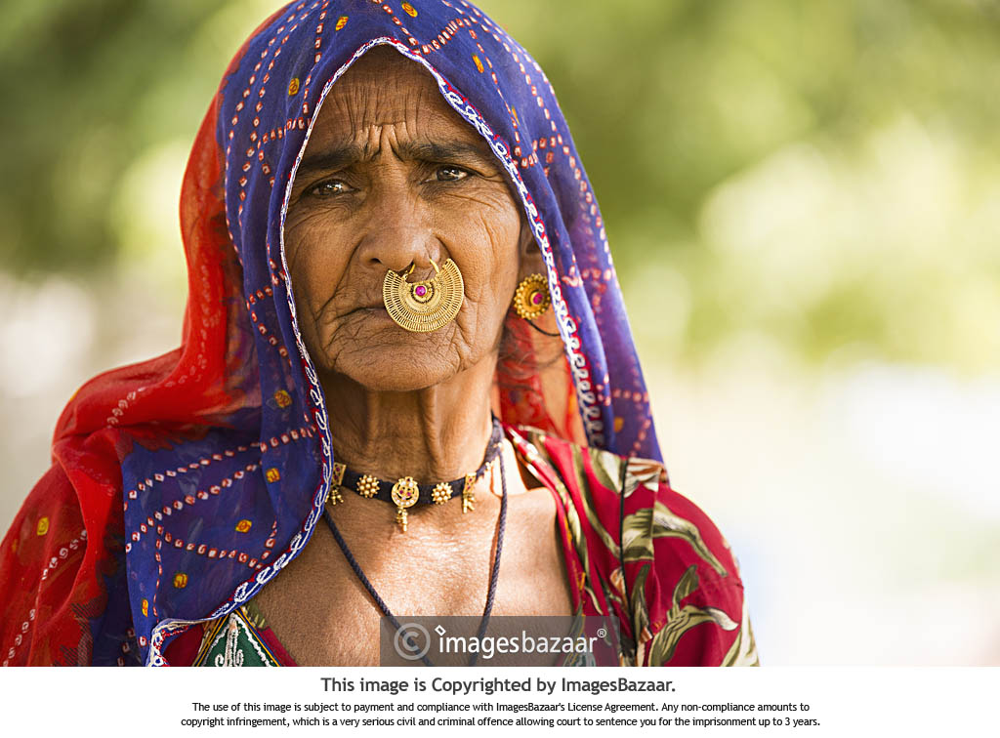 © imagesbazaar®
This image is Copyrighted by ImagesBazaar.
The use of this image is subject to payment and compliance with ImagesBazaar's License Agreement. Any non-compliance amounts to
copyright infringement, which is a very serious civil and criminal offence allowing court to sentence you for the imprisonment up to 3 years.